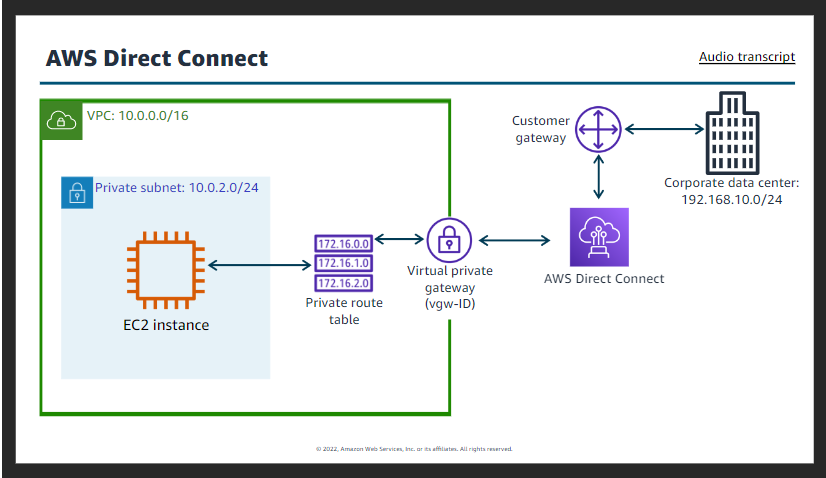 AWS Direct Connect
Audio transcript
VPC: 10.0.0.0/16
Customer
gateway
Corporate data center:
192.168.10.0/24
Private subnet: 10.0.2.0/24
172.16.0.0
172.16.1.0
172.16.2.0
EC2 instance
Private route
table
Virtual private
gateway
(vgw-ID)
AWS Direct Connect
© 2022, Amazon Web Services, Inc. or its affiliates. All rights reserved.